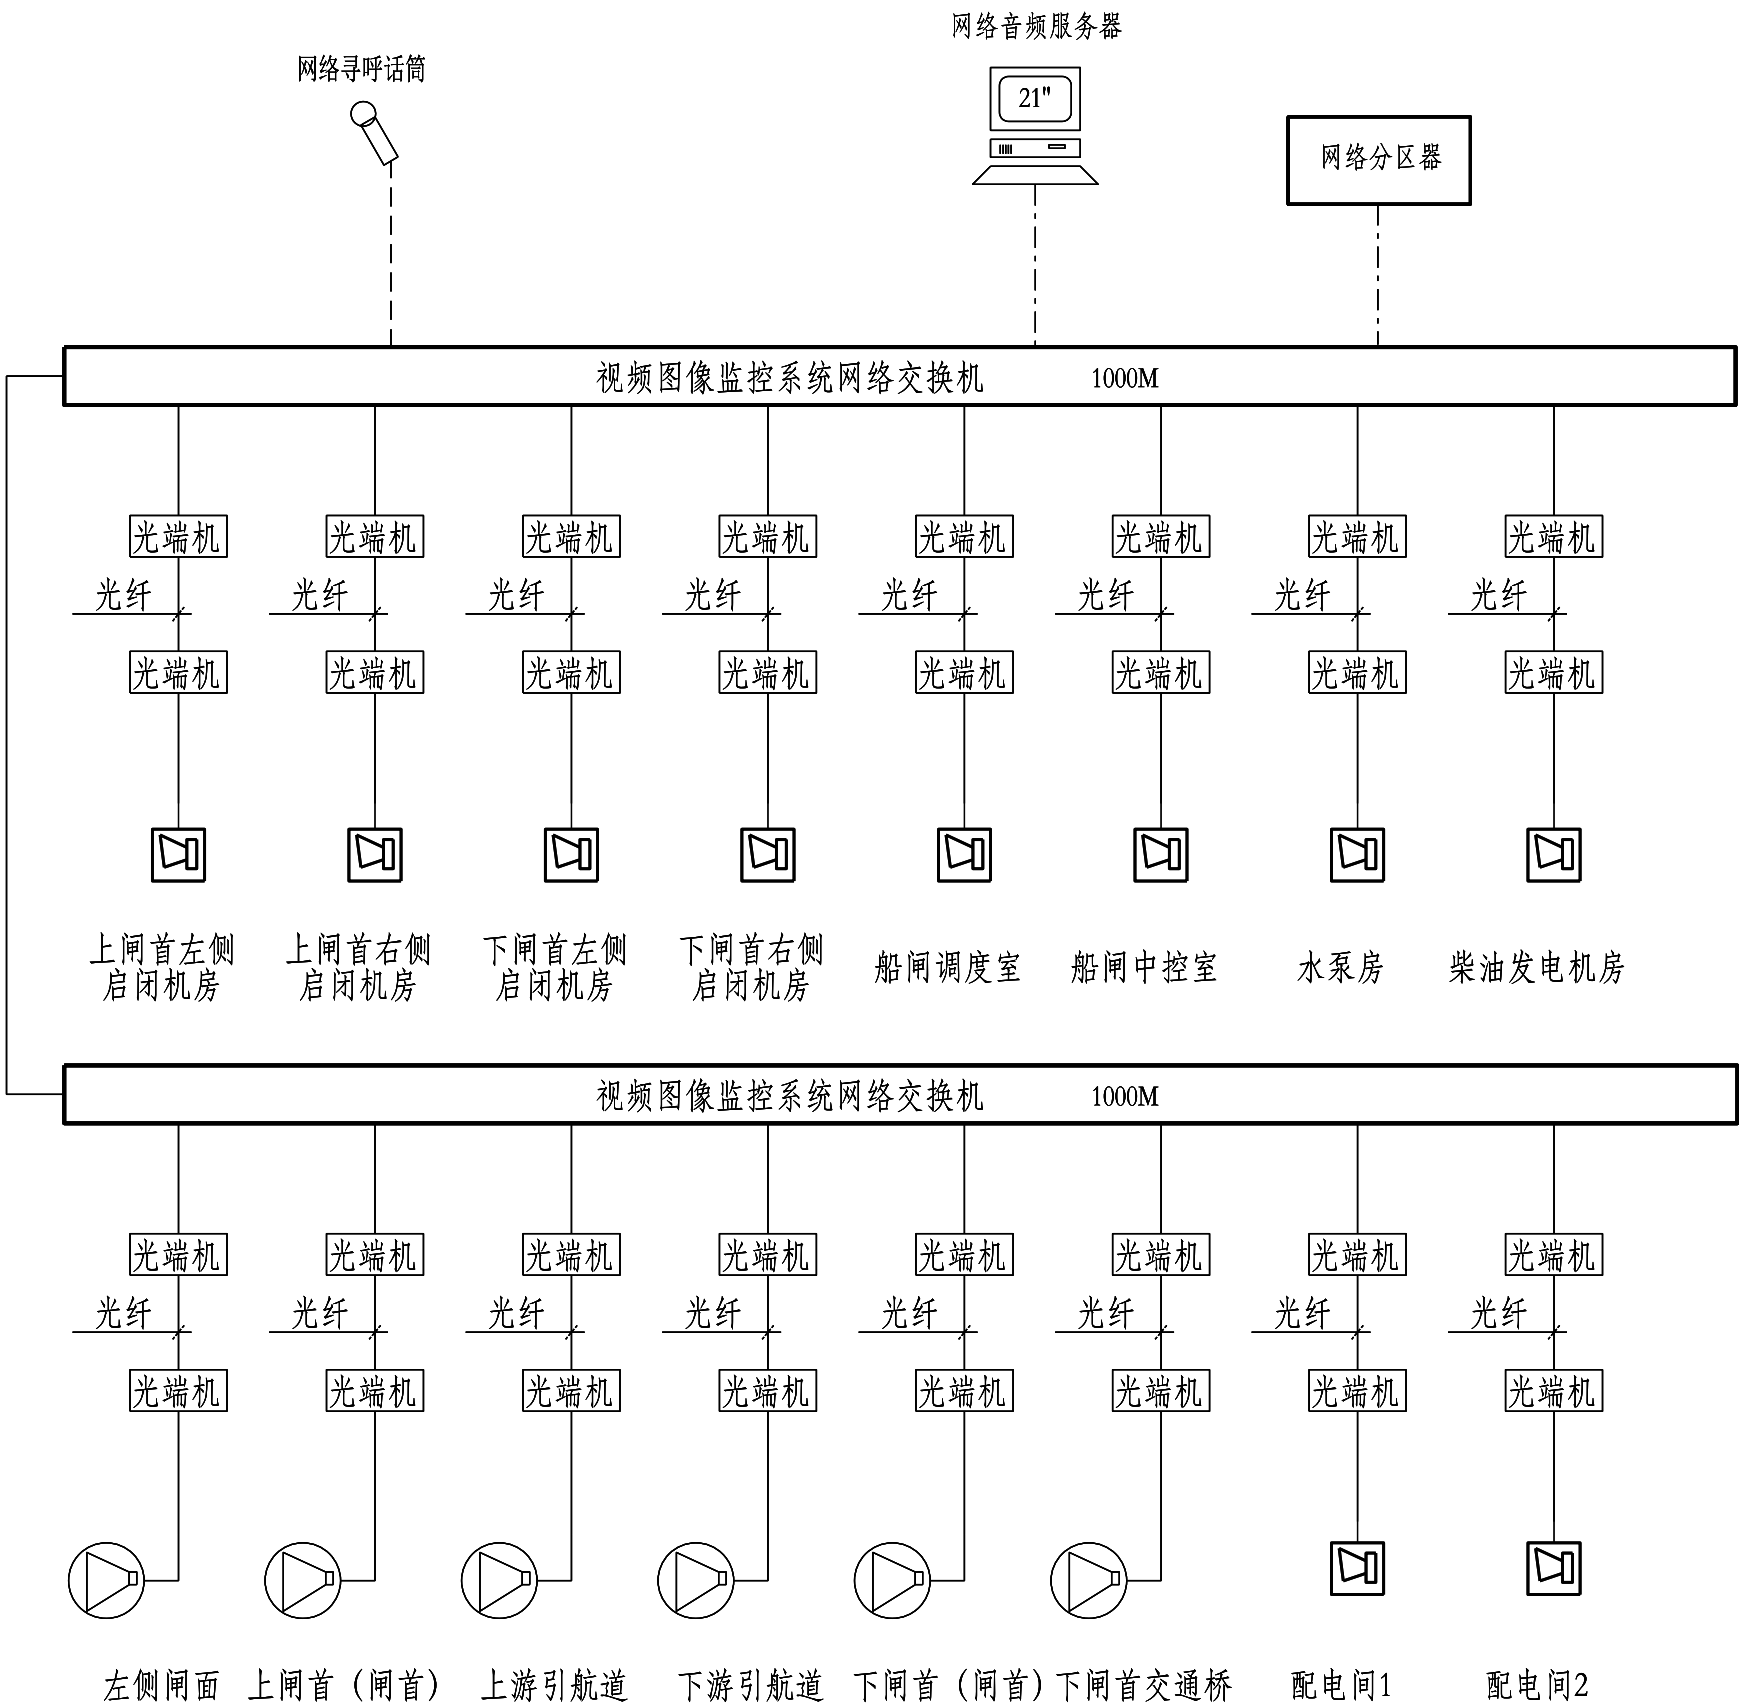 网络音频服务器
网络寻呼话筒
21"
网络分区器
视频图像监控系统网络交换机 1000M
光端机 光端机 光端机 光端机 光端机 光端机 光端机 光端机
光纤 光纤 光纤 光纤 光纤 光纤 光纤 光纤
光端机 光端机 光端机 光端机 光端机 光端机 光端机 光端机
上闸首左侧
启闭机房
上闸首右侧
启闭机房
下闸首左侧
启闭机房
下闸首右侧
启闭机房
船闸调度室
船闸中控室
水泵房
柴油发电机房
视频图像监控系统网络交换机 1000M
光端机 光端机 光端机 光端机 光端机 光端机 光端机 光端机
光纤 光纤 光纤 光纤 光纤 光纤 光纤 光纤
光端机 光端机 光端机 光端机 光端机 光端机 光端机 光端机
左侧闸面 上闸首（闸首） 上游引航道 下游引航道 下闸首（闸首） 下闸首交通桥 配电间1 配电间2